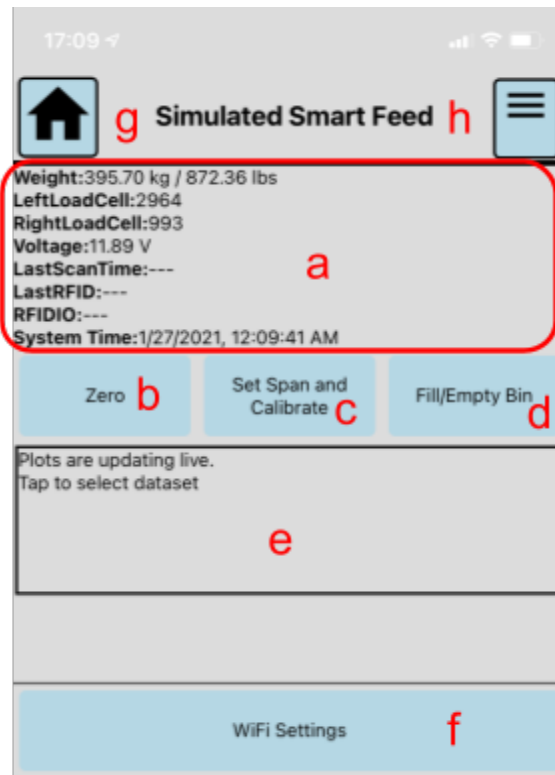 17:09
g Simulated Smart Feed h
Weight:395.70 kg / 872.36 lbs
LeftLoadCell:2964
RightLoadCell:993
Voltage:11.89 V
LastScanTime:---
LastRFID:---
RFIDIO:---
System Time:1/27/2021, 12:09:41 AM
a
Zero b
Set Span and
Calibrate c
Fill/Empty Bin d
Plots are updating live.
Tap to select dataset
e
WiFi Settings f